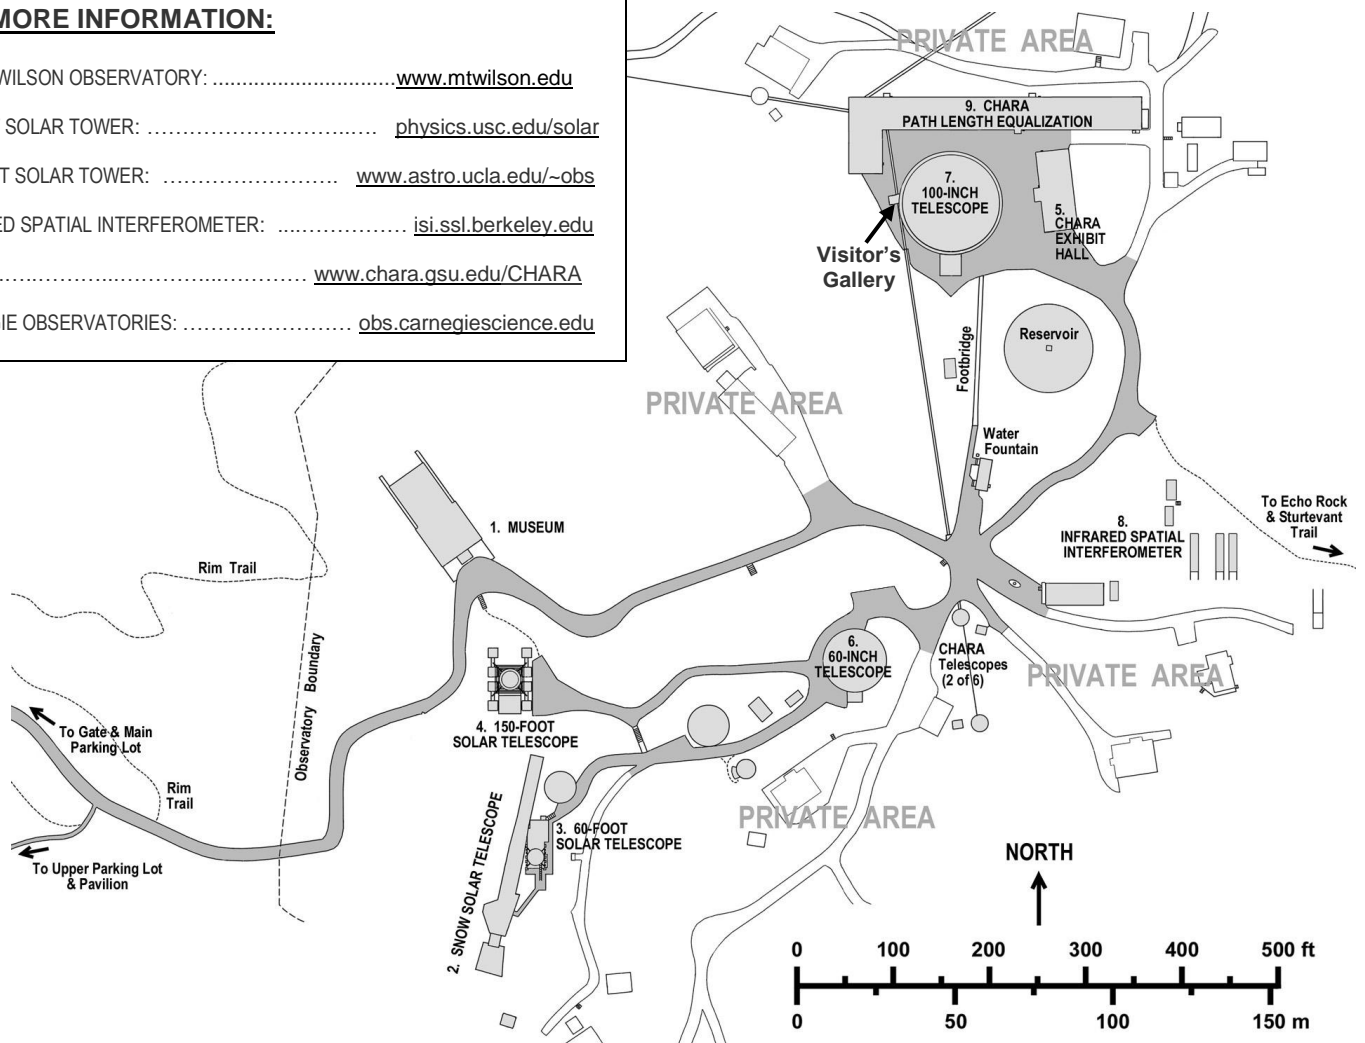 MORE INFORMATION:
WILSON OBSERVATORY: ...............................www.mtwilson.edu
SOLAR TOWER: ................................. physics.usc.edu/solar
T SOLAR TOWER: ......................... www.astro.ucla.edu/~obs
ED SPATIAL INTERFEROMETER: ................... isi.ssl.berkeley.edu
............................................ www.chara.gsu.edu/CHARA
GIE OBSERVATORIES: ........................ obs.carnegiescience.edu
PRIVATE AREA
9. CHARA
PATH LENGTH EQUALIZATION
7.
100-INCH
TELESCOPE
5.
CHARA
EXHIBIT
HALL
Visitor's
Gallery
Reservoir
Footbridge
PRIVATE AREA
Water
Fountain
1. MUSEUM
8.
INFRARED SPATIAL
INTERFEROMETER
To Echo Rock
& Sturtevant
Trail
Rim Trail
Observatory Boundary
6.
60-INCH
TELESCOPE
CHARA
Telescopes
(2 of 6)
PRIVATE AREA
4. 150-FOOT
SOLAR TELESCOPE
To Gate & Main
Parking Lot
Rim
Trail
2. SNOW SOLAR TELESCOPE
3. 60-FOOT
SOLAR TELESCOPE
PRIVATE AREA
To Upper Parking Lot
& Pavilion
NORTH
0 100 200 300 400 500 ft
0 50 100 150 m